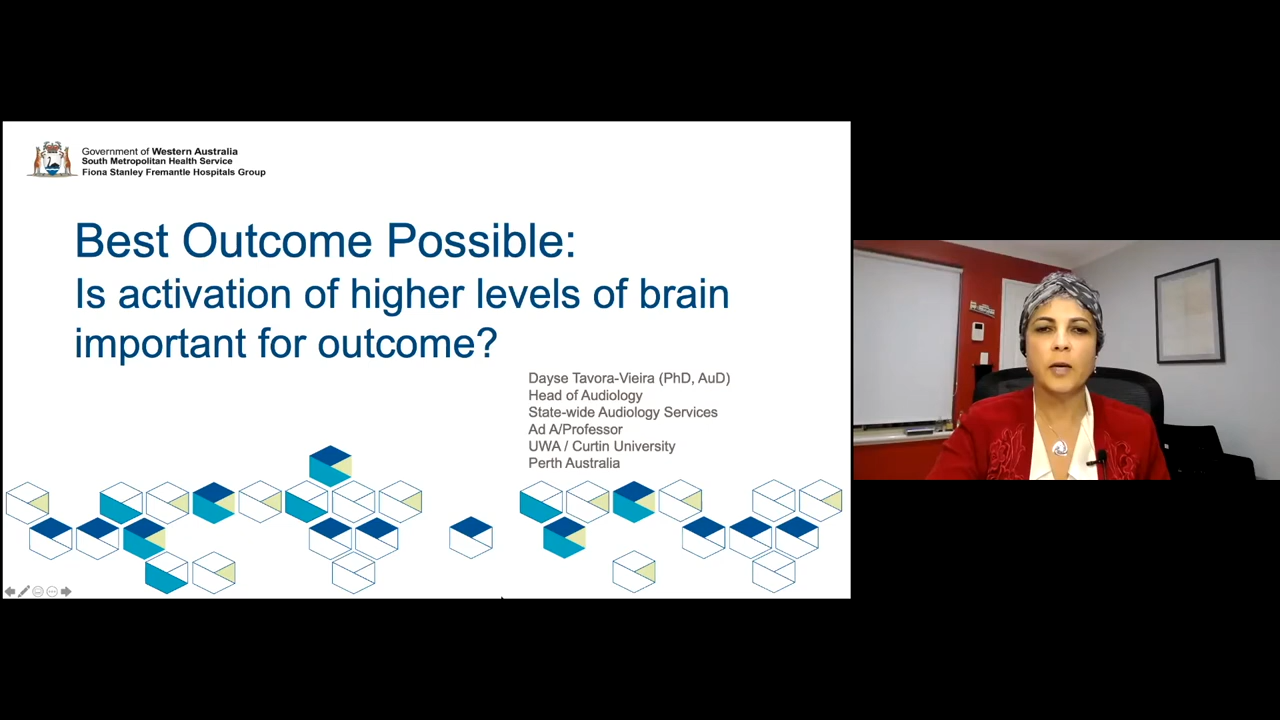 Government of Western Australia
South Metropolitan Health Service
Fiona Stanley Fremantle Hospitals Group
Best Outcome Possible:
Is activation of higher levels of brain
important for outcome?
Dayse Tavora-Vieira (PhD, AuD)
Head of Audiology
State-wide Audiology Services
Ad A/Professor
UWA / Curtin University
Perth Australia